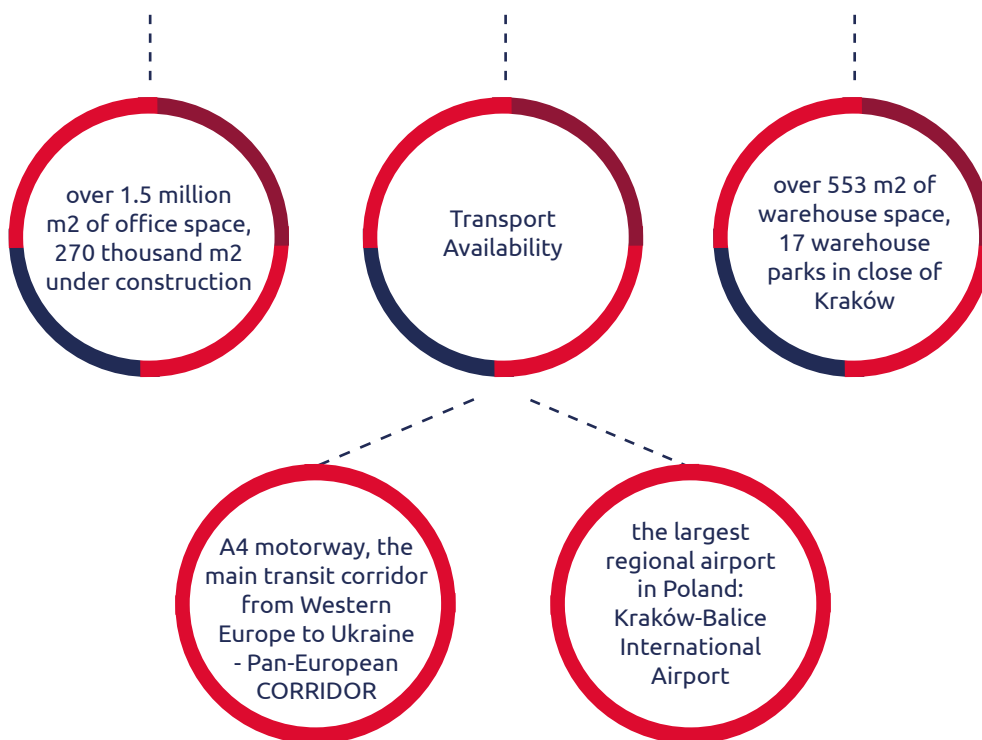 over 1.5 million
m2 of office space,
270 thousand m2
under construction
Transport
Availability
over 553 m2 of
warehouse space,
17 warehouse
parks in close of
Kraków
A4 motorway, the
main transit corridor
from Western
Europe to Ukraine
- Pan-European
CORRIDOR
the largest
regional airport
in Poland:
Kraków-Balice
International
Airport